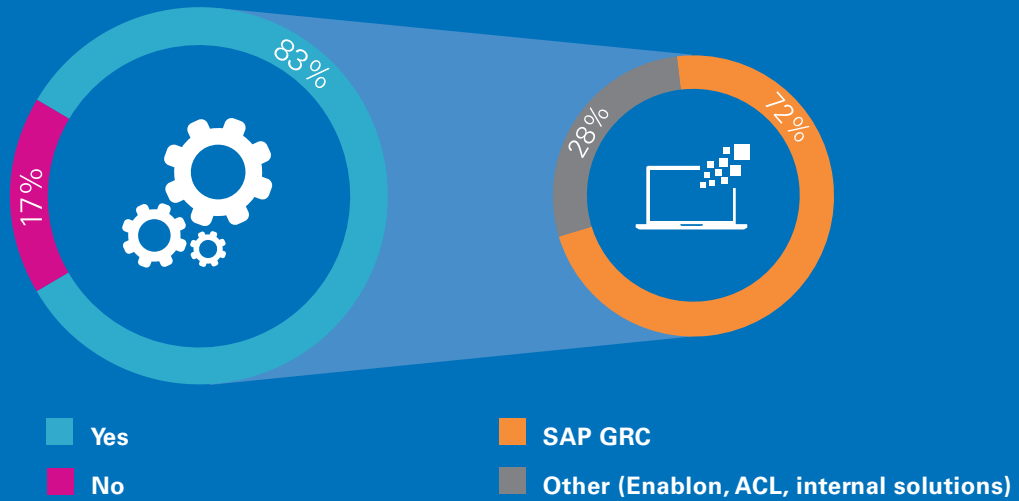 83%
17%
72%
28%
Yes
No
SAP GRC
Other (Enablon, ACL, internal solutions)